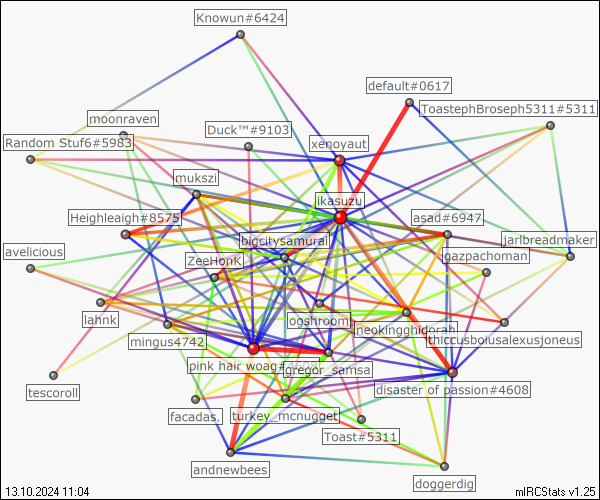 Knowun#6424
default#0617
ToastephBroseph5311#5311
moonraven
Duck™#9103
Random Stuf6#5983
xenoyaut
mukszi
ikasuzu
Heighleaigh#8575
asad#6947
bigcitysamurai
jarlbreadmaker
avelicious
ZeeHonK
gazpachoman
lahnk
ogshroom
neokingghidorah
mingus4742
thiccusboiusalexusjoneus
pink hair woag#4608
gregor_samsa
tescoroll
disaster of passion#4608
facadas.
turkey_mcnugget
Toast#5311
andnewbees
doggerdig
13.10.2024 11:04
mIRCStats v1.25